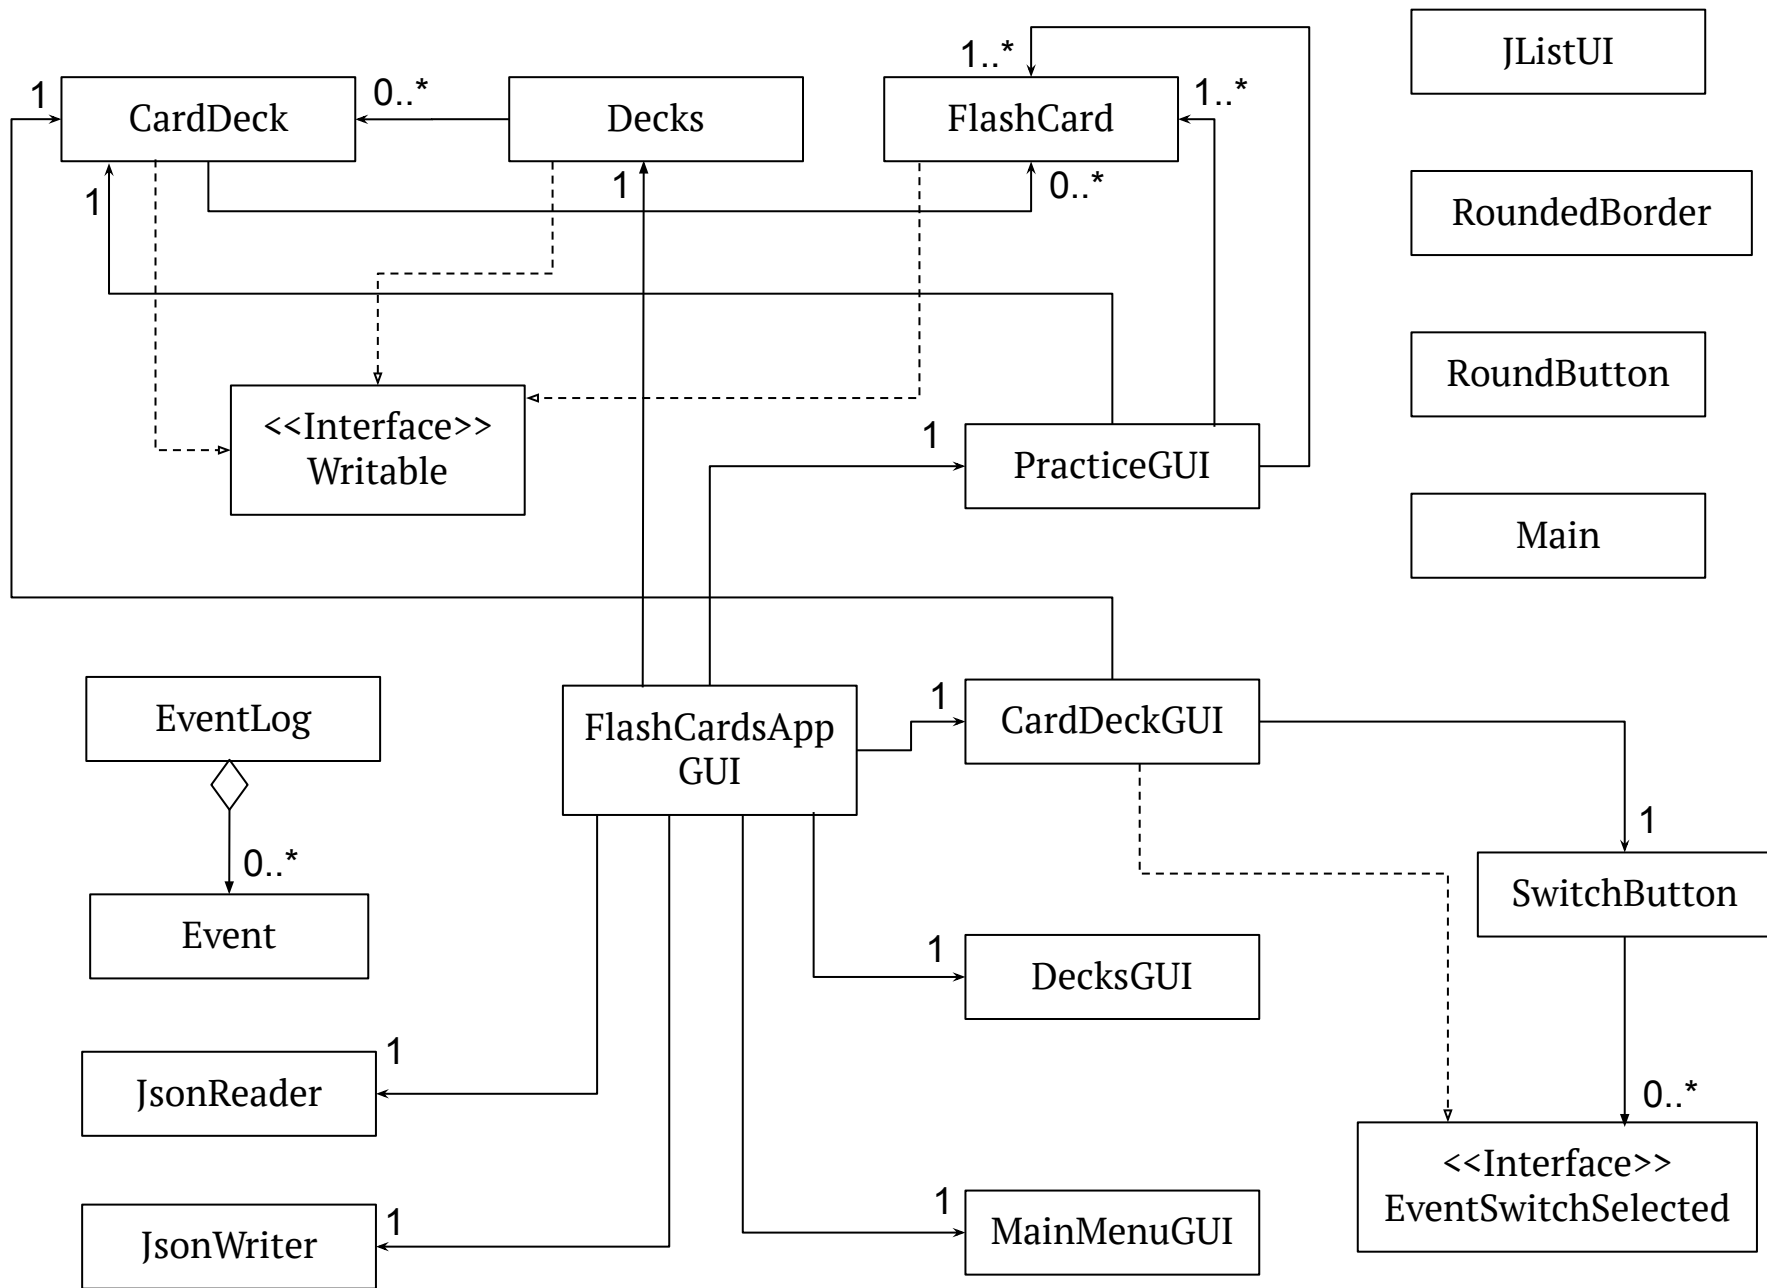 JListUI
1..*
1
CardDeck
0..*
Decks
FlashCard
1..*
1
1
0..*
RoundedBorder
RoundButton
<<Interface>>
Writable
1
PracticeGUI
Main
EventLog
FlashCardsApp
GUI
1
CardDeckGUI
1
0..*
SwitchButton
Event
1
DecksGUI
1
JsonReader
0..*
<<Interface>>
EventSwitchSelected
1
JsonWriter
1
MainMenuGUI